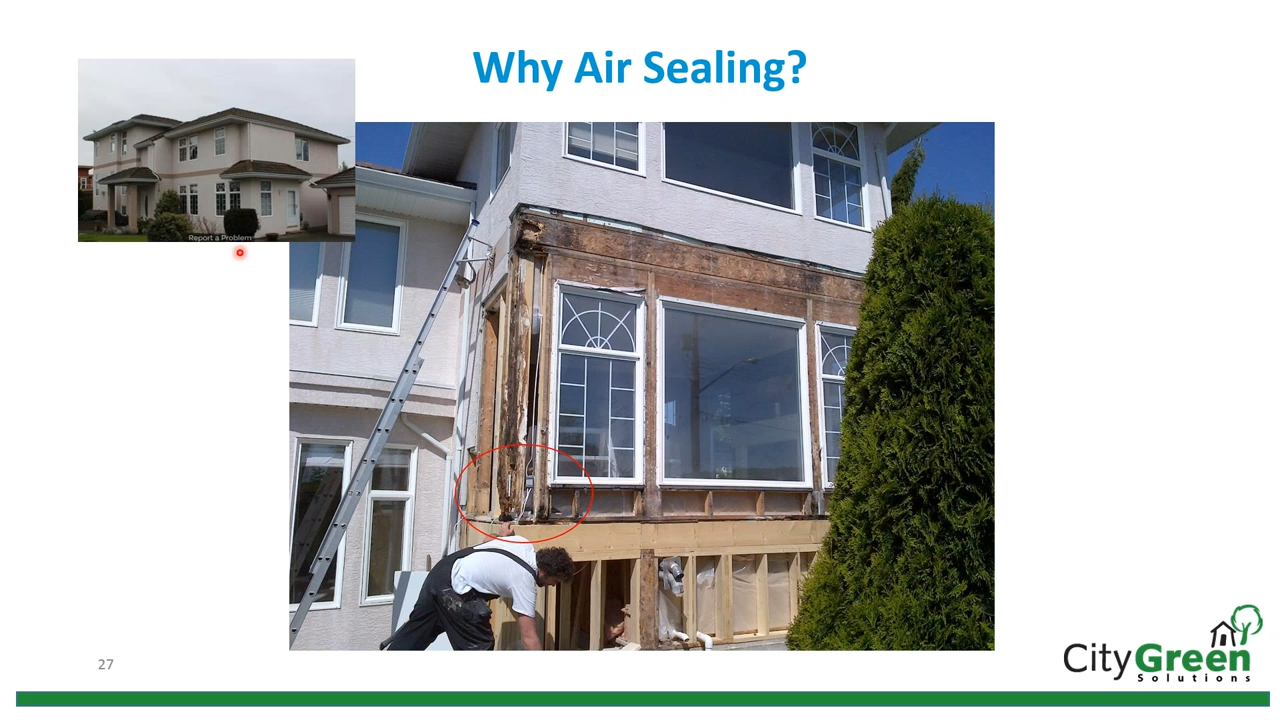 Why Air Sealing?
Report a Problem
27
CityGreen
Solutions